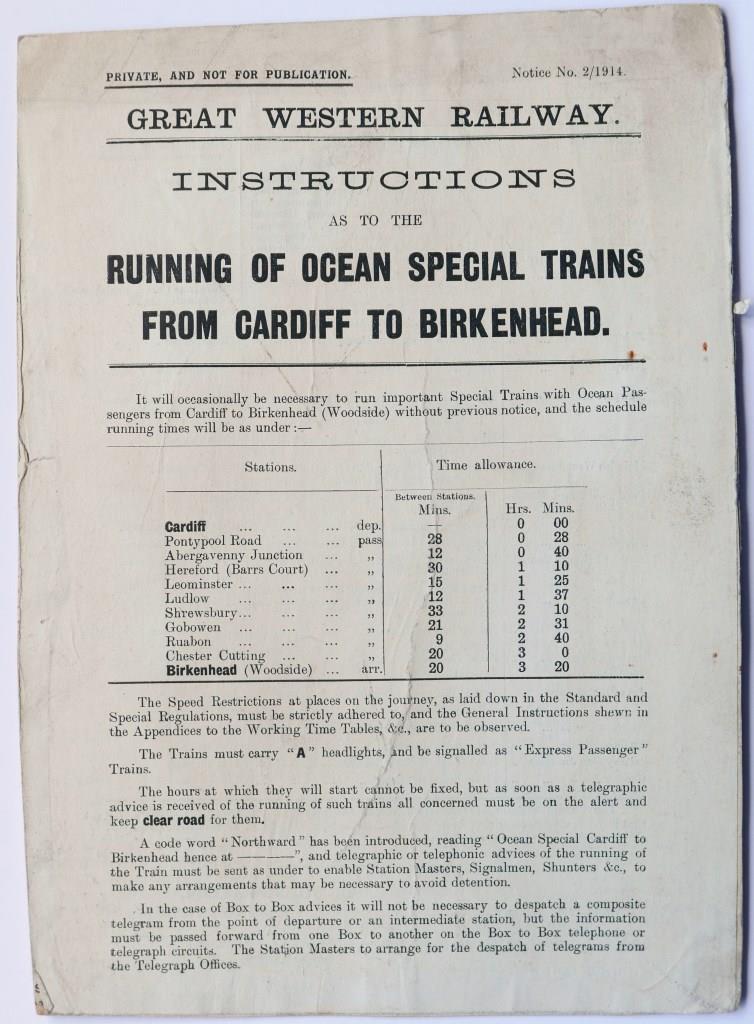 PRIVATE, AND NOT FOR PUBLICATION. Notice No. 2/1914.
GREAT WESTERN RAILWAY.
INSTRUCTIONS
AS TO THE
RUNNING OF OCEAN SPECIAL TRAINS
FROM CARDIFF TO BIRKENHEAD.
It will occasionally be necessary to run important Special Trains with Ocean Pas-
sengers from Cardiff to Birkenhead (Woodside) without previous notice, and the schedule
running times will be as under :—
Stations. Time allowance.
Between Stations.
Mins. Hrs. Mins.
Cardiff ... ... ... dep. — 0 00
Pontypool Road ... ... pass 28 0 28
Abergavenny Junction ... „ 12 0 40
Hereford (Barrs Court) ... „ 30 1 10
Leominster ... ... ... „ 15 1 25
Ludlow ... ... ... „ 12 1 37
Shrewsbury... ... ... „ 33 2 10
Gobowen ... ... ... „ 21 2 31
Ruabon ... ... ... „ 9 2 40
Chester Cutting ... ... „ 20 3 0
Birkenhead (Woodside) ... arr. 20 3 20
The Speed Restrictions at places on the journey, as laid down in the Standard and
Special Regulations, must be strictly adhered to, and the General Instructions shewn in
the Appendices to the Working Time Tables, &c., are to be observed.
The Trains must carry "A" headlights, and be signalled as "Express Passenger"
Trains.
The hours at which they will start cannot be fixed, but as soon as a telegraphic
advice is received of the running of such trains all concerned must be on the alert and
keep clear road for them.
A code word "Northward" has been introduced, reading "Ocean Special Cardiff to
Birkenhead hence at ————", and telegraphic or telephonic advices of the running of
the Train must be sent as under to enable Station Masters, Signalmen, Shunters &c., to
make any arrangements that may be necessary to avoid detention.
In the case of Box to Box advices it will not be necessary to despatch a composite
telegram from the point of departure or an intermediate station, but the information
must be passed forward from one Box to another on the Box to Box telephone or
telegraph circuits. The Station Masters to arrange for the despatch of telegrams from
the Telegraph Offices.